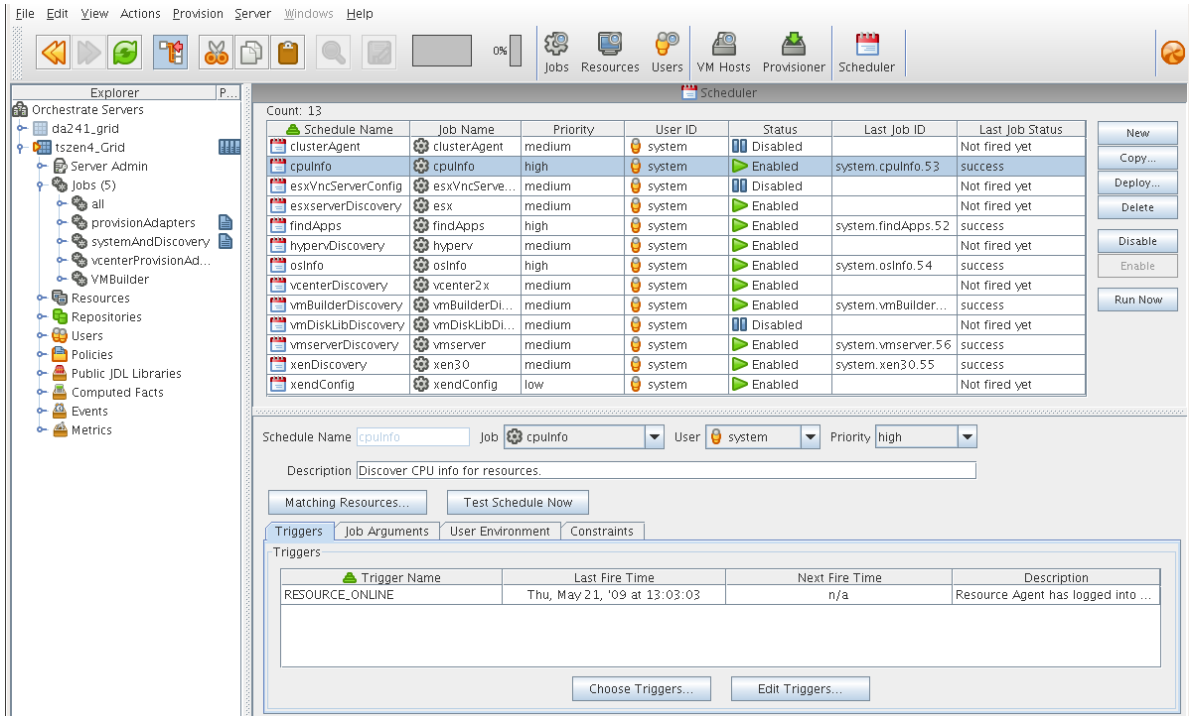 File Edit View Actions Provision Server Windows Help
0% Jobs Resources Users VM Hosts Provisioner Scheduler
Explorer P...
Orchestrate Servers
da241_grid
tszen4_Grid
Server Admin
Jobs (5)
all
provisionAdapters
systemAndDiscovery
vcenterProvisionAd...
VMBuilder
Resources
Repositories
Users
Policies
Public JDL Libraries
Computed Facts
Events
Metrics
Scheduler
Count: 13
Schedule Name Job Name Priority User ID Status Last Job ID Last Job Status
clusterAgent clusterAgent medium system Disabled Not fired yet
cpuInfo cpuInfo high system Enabled system.cpuInfo.53 success
esxVncServerConfig esxVncServe... medium system Disabled Not fired yet
esxserverDiscovery esx medium system Enabled Not fired yet
findApps findApps high system Enabled system.findApps.52 success
hypervDiscovery hyperv medium system Enabled Not fired yet
osInfo osInfo high system Enabled system.osInfo.54 success
vcenterDiscovery vcenter2x medium system Enabled Not fired yet
vmBuilderDiscovery vmBuilderDi... medium system Enabled system.vmBuilder... success
vmDiskLibDiscovery vmDiskLibDi... medium system Disabled Not fired yet
vmserverDiscovery vmserver medium system Enabled system.vmserver.56 success
xenDiscovery xen30 medium system Enabled system.xen30.55 success
xendConfig xendConfig low system Enabled Not fired yet
New
Copy...
Deploy...
Delete
Disable
Enable
Run Now
Schedule Name cpuInfo Job cpuInfo User system Priority high
Description Discover CPU info for resources.
Matching Resources... Test Schedule Now
Triggers Job Arguments User Environment Constraints
Triggers
Trigger Name Last Fire Time Next Fire Time Description
RESOURCE_ONLINE Thu, May 21, '09 at 13:03:03 n/a Resource Agent has logged into ...
Choose Triggers... Edit Triggers...